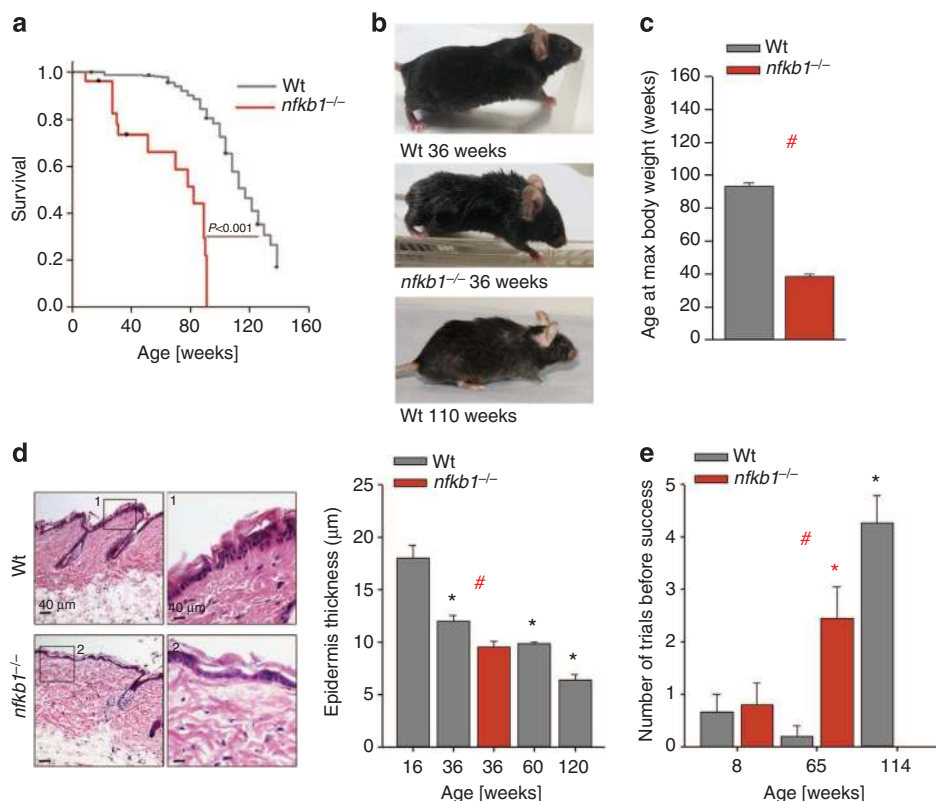 a
Wt
nfkb1–/–
1.0
0.8
0.6
0.4
0.2
0.0
Survival
P<0.001
0 40 80 120 160
Age [weeks]
b
Wt 36 weeks
nfkb1–/– 36 weeks
Wt 110 weeks
c
Wt
nfkb1–/–
160
140
120
100
80
60
40
20
0
Age at max body weight (weeks)
#
d
Wt
1
40 μm
1
40 μm
nfkb1–/–
2
2
Wt
nfkb1–/–
25
20
15
10
5
0
Epidermis thickness (μm)
*
#
*
*
16 36 36 60 120
Age [weeks]
e
Wt
nfkb1–/–
5
4
3
2
1
0
Number of trials before success
#
*
*
8 65 114
Age [weeks]